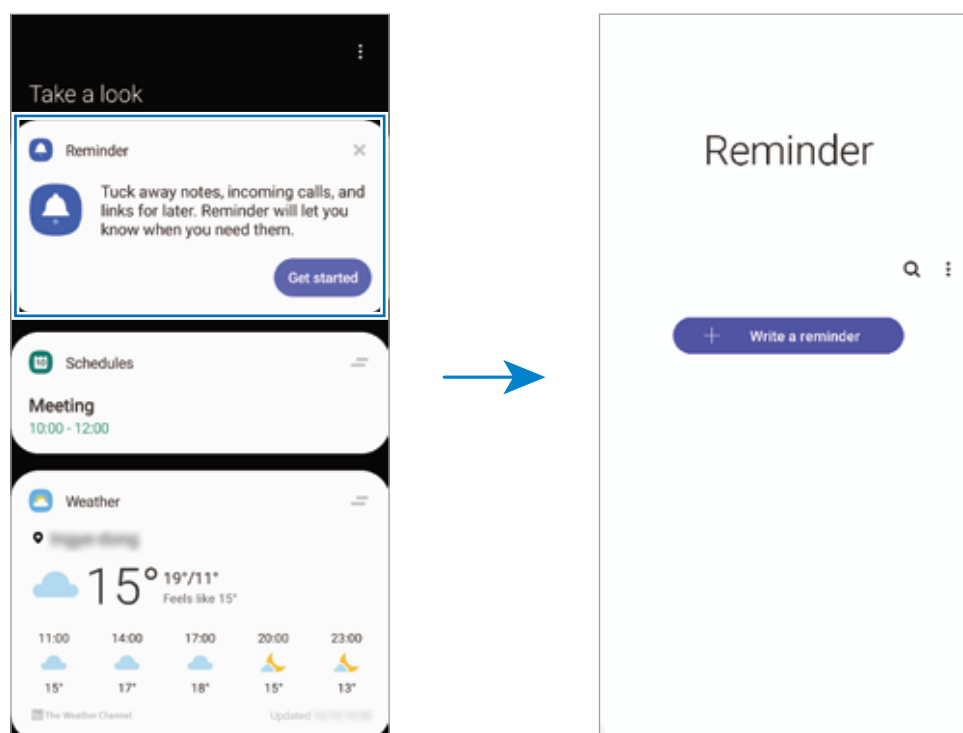 Take a look
Reminder
Tuck away notes, incoming calls, and
links for later. Reminder will let you
know when you need them.
Get started
10
Schedules
Meeting
10:00 - 12:00
Weather
15° 19°/11°
Feels like 15°
11:00 14:00 17:00 20:00 23:00
15° 17° 18° 15° 13°
The Weather Channel Updated
Reminder
Write a reminder